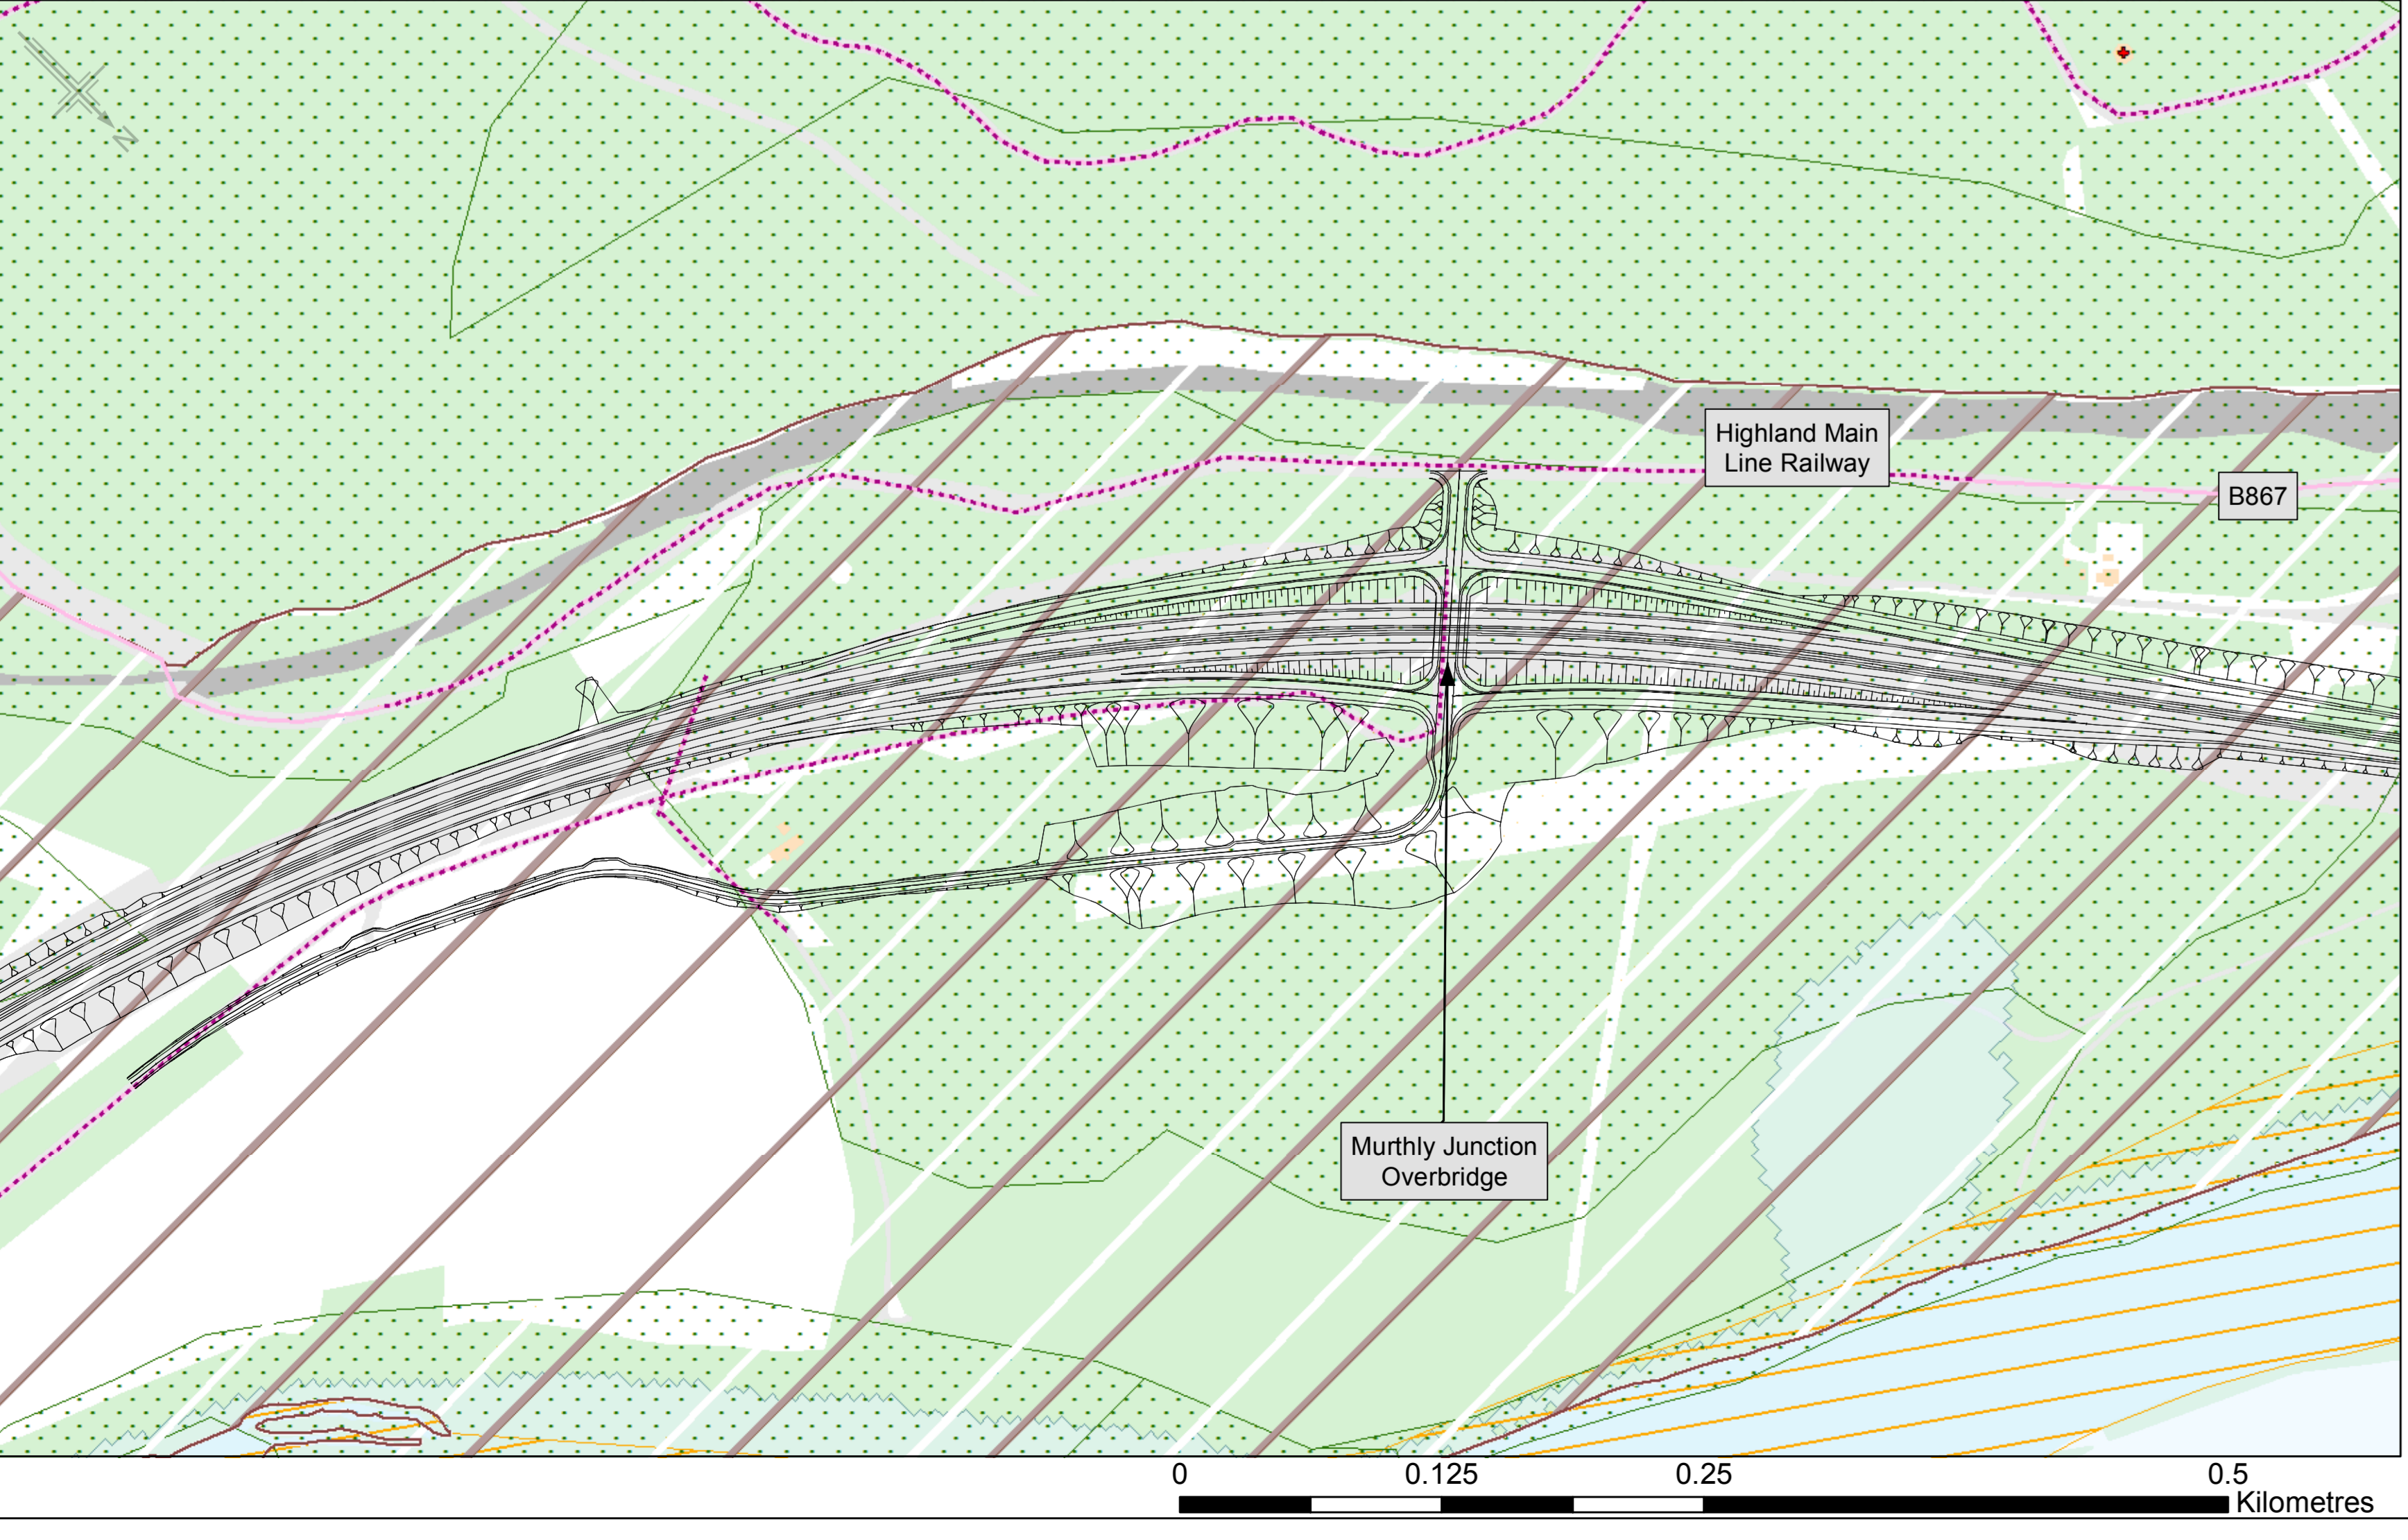 N
Highland Main
Line Railway
B867
Murthly Junction
Overbridge
0 0.125 0.25 0.5
Kilometres